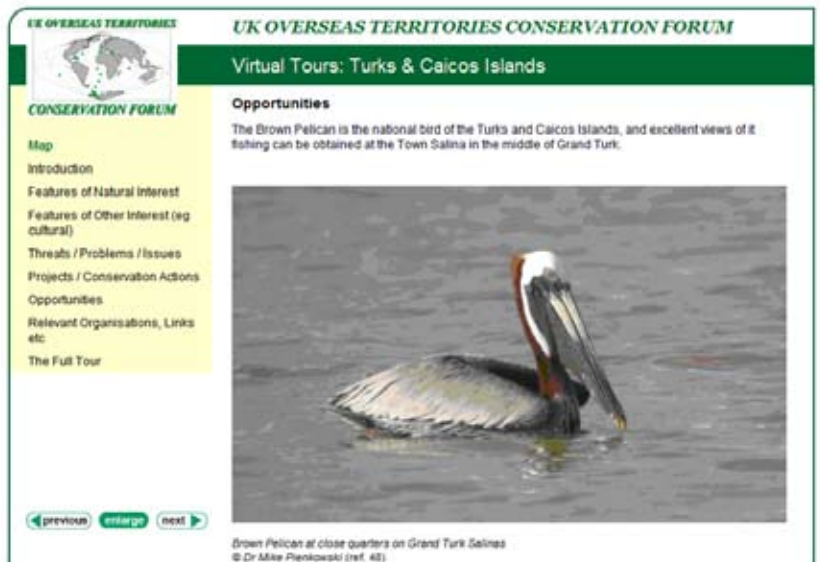 UK OVERSEAS TERRITORIES
CONSERVATION FORUM
UK OVERSEAS TERRITORIES CONSERVATION FORUM
Virtual Tours: Turks & Caicos Islands
Map
Introduction
Features of Natural Interest
Features of Other Interest (eg
cultural)
Threats / Problems / Issues
Projects / Conservation Actions
Opportunities
Relevant Organisations, Links
etc
The Full Tour
previous
enlarge
next
Opportunities
The Brown Pelican is the national bird of the Turks and Caicos Islands, and excellent views of it
fishing can be obtained at the Town Salina in the middle of Grand Turk.
Brown Pelican at close quarters on Grand Turk Salinas
© Dr Mike Pienkowski (ref. 48)